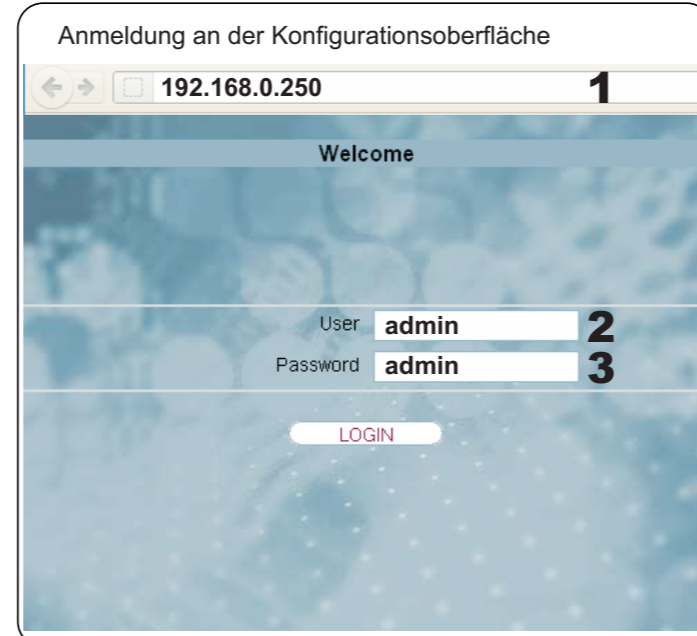 Anmeldung an der Konfigurationsoberfläche
192.168.0.250 1
Welcome
User admin 2
Password admin 3
LOGIN